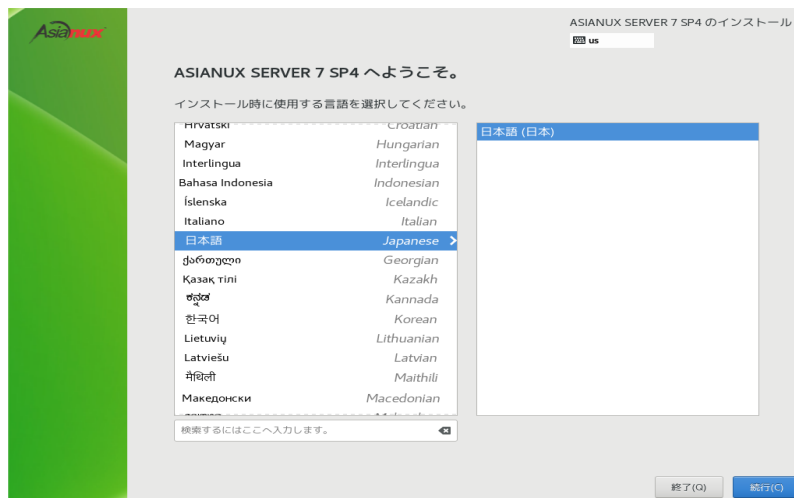 Asianux
ASIANUX SERVER 7 SP4 のインストール
us
ASIANUX SERVER 7 SP4 へようこそ。
インストール時に使用する言語を選択してください。
Hrvatski Croatian
Magyar Hungarian
Interlingua Interlingua
Bahasa Indonesia Indonesian
Íslenska Icelandic
Italiano Italian
日本語 Japanese
ქართული Georgian
Қазақ тілі Kazakh
ಕನ್ನಡ Kannada
한국어 Korean
Lietuvių Lithuanian
Latviešu Latvian
मैथिली Maithili
Македонски Macedonian
日本語 (日本)
検索するにはここへ入力します。
終了(Q)
続行(C)